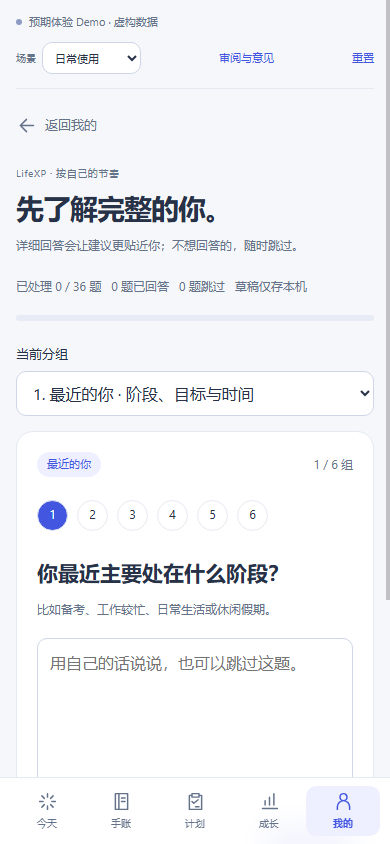 预期体验 Demo · 虚构数据
场景 日常使用 审阅与意见 重置
返回我的
LifeXP · 按自己的节奏
先了解完整的你。
详细回答会让建议更贴近你；不想回答的，随时跳过。
已处理 0 / 36 题 0 题已回答 0 题跳过 草稿仅存本机
当前分组
1. 最近的你 · 阶段、目标与时间
最近的你 1 / 6 组
1 2 3 4 5 6
你最近主要处在什么阶段？
比如备考、工作较忙、日常生活或休闲假期。
用自己的话说说，也可以跳过这题。
今天 手账 计划 成长 我的